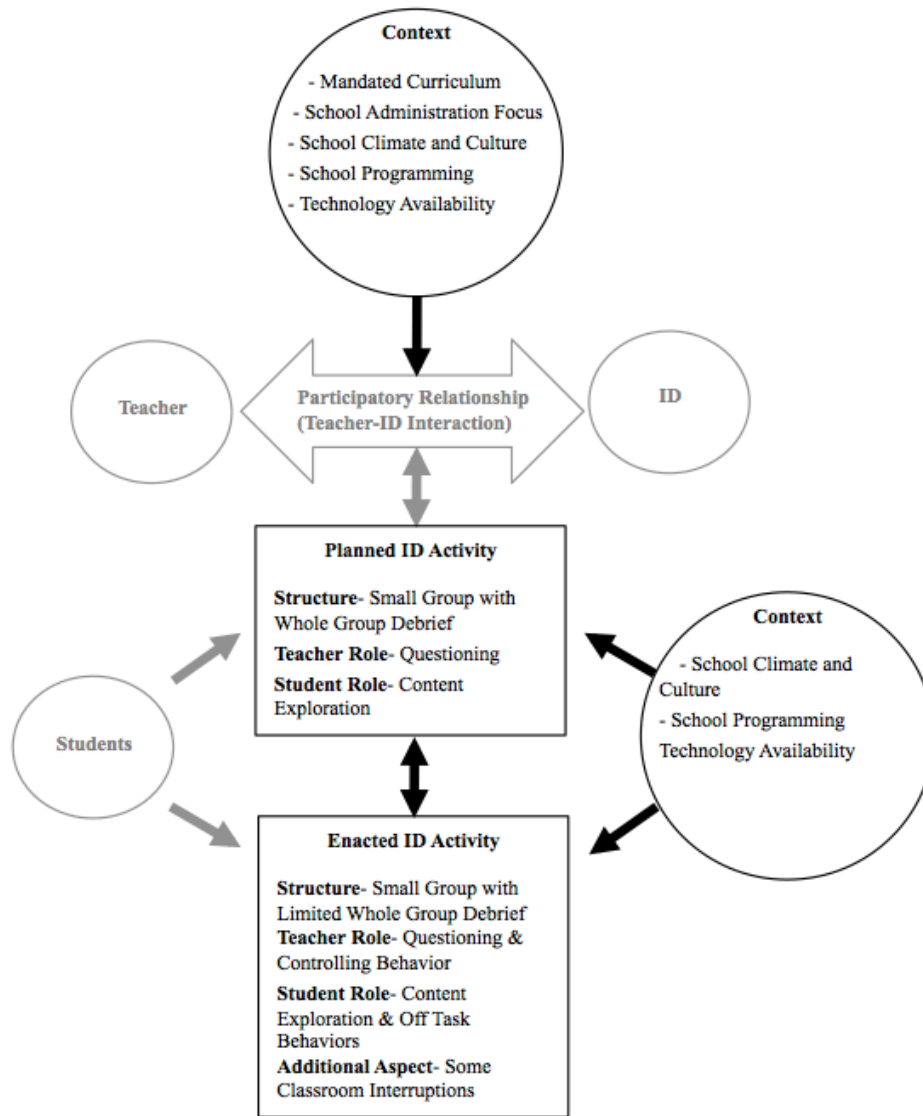 Context
- Mandated Curriculum
- School Administration Focus
- School Climate and Culture
- School Programming
- Technology Availability
Teacher
Participatory Relationship
(Teacher-ID Interaction)
ID
Planned ID Activity
Structure- Small Group with
Whole Group Debrief
Teacher Role- Questioning
Student Role- Content
Exploration
Context
- School Climate and
Culture
- School Programming
Technology Availability
Students
Enacted ID Activity
Structure- Small Group with
Limited Whole Group Debrief
Teacher Role- Questioning &
Controlling Behavior
Student Role- Content
Exploration & Off Task
Behaviors
Additional Aspect- Some
Classroom Interruptions